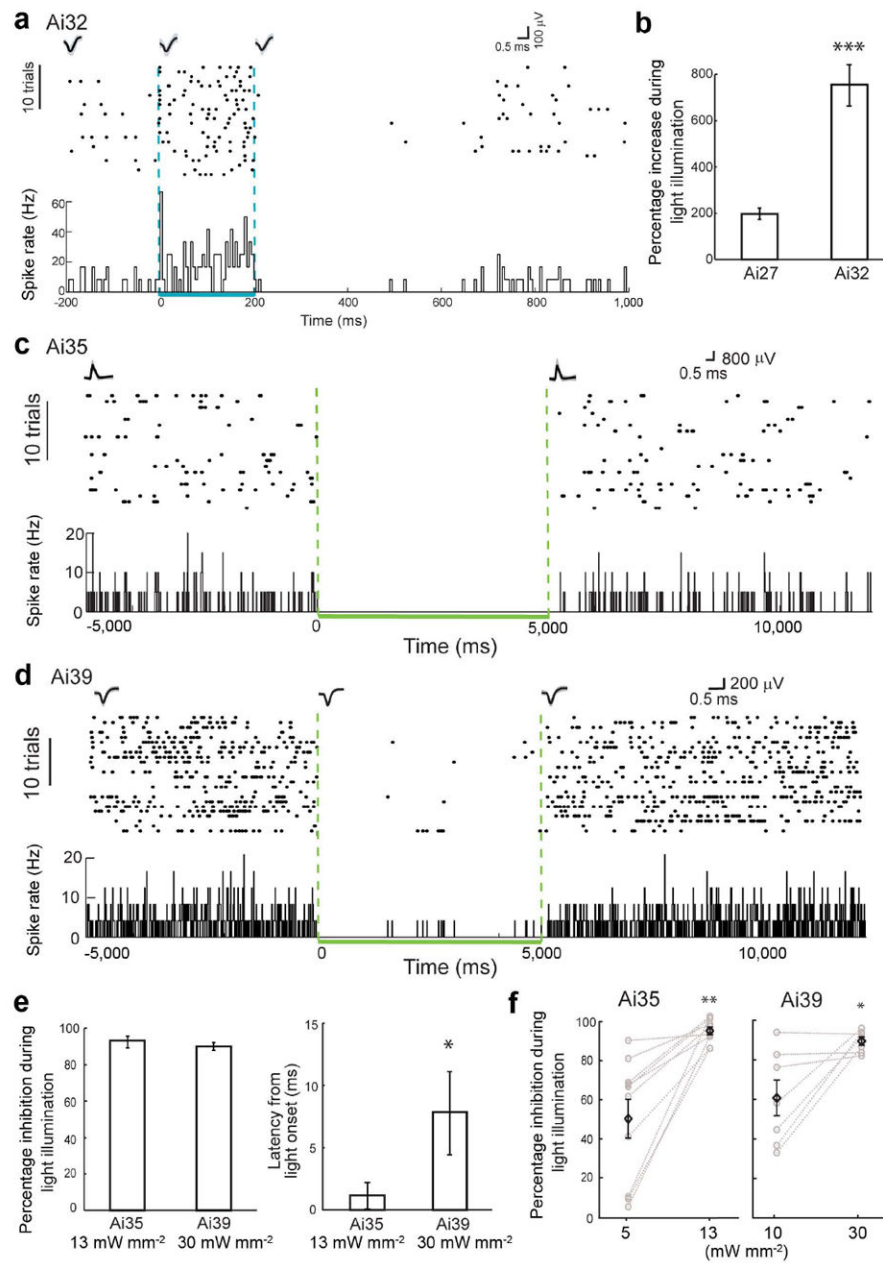 a Ai32
0.5 ms
100 µV
10 trials
Spike rate (Hz)
60
40
20
0
-200 0 200 400 600 800 1,000
Time (ms)
b
***
Percentage increase during
light illumination
800
600
400
200
0
Ai27 Ai32
c Ai35
800 µV
0.5 ms
10 trials
Spike rate (Hz)
20
10
0
-5,000 0 5,000 10,000
Time (ms)
d Ai39
200 µV
0.5 ms
10 trials
Spike rate (Hz)
20
10
0
-5,000 0 5,000 10,000
Time (ms)
e
Percentage inhibition during
light illumination
100
80
60
40
20
0
Ai35 Ai39
13 mW mm-2 30 mW mm-2
Latency from
light onset (ms)
15
10
5
0
*
Ai35 Ai39
13 mW mm-2 30 mW mm-2
f
Ai35 Ai39
** *
Percentage inhibition during
light illumination
100
80
60
40
20
0
5 13 10 30
(mW mm-2)